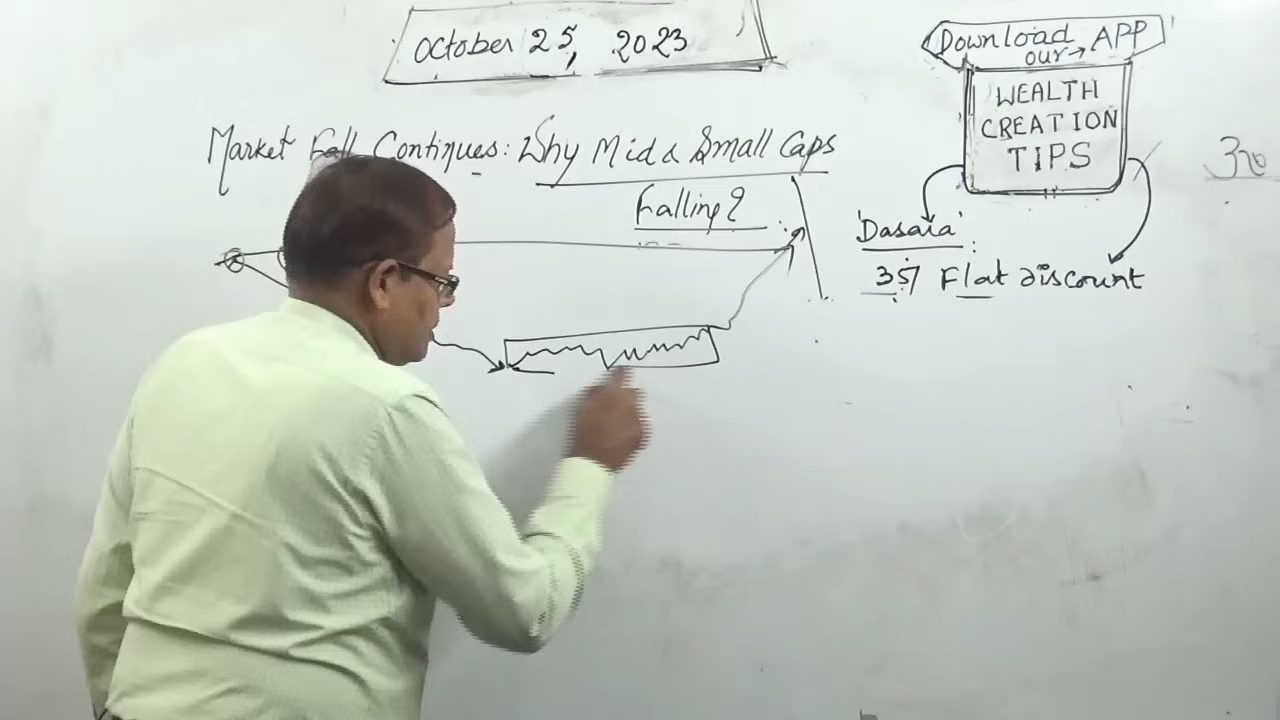 October 25, 2023
Market Fall Continues: Why Mid & Small Caps
Falling?
Download APP
our →
WEALTH
CREATION
TIPS
'Dasara'
35% Flat discount